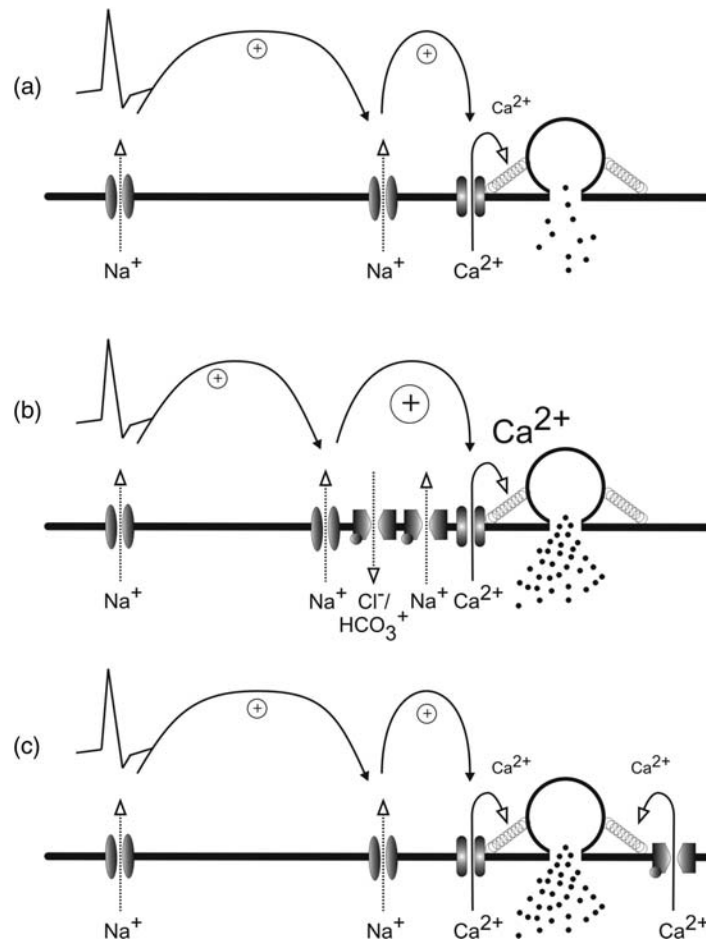 (a)
+
+
Ca2+
Na+
Na+
Ca2+
(b)
+
+
Ca2+
Na+
Na+ Cl-/ Na+ Ca2+
HCO3+
(c)
+
+
Ca2+
Ca2+
Na+
Na+
Ca2+
Ca2+